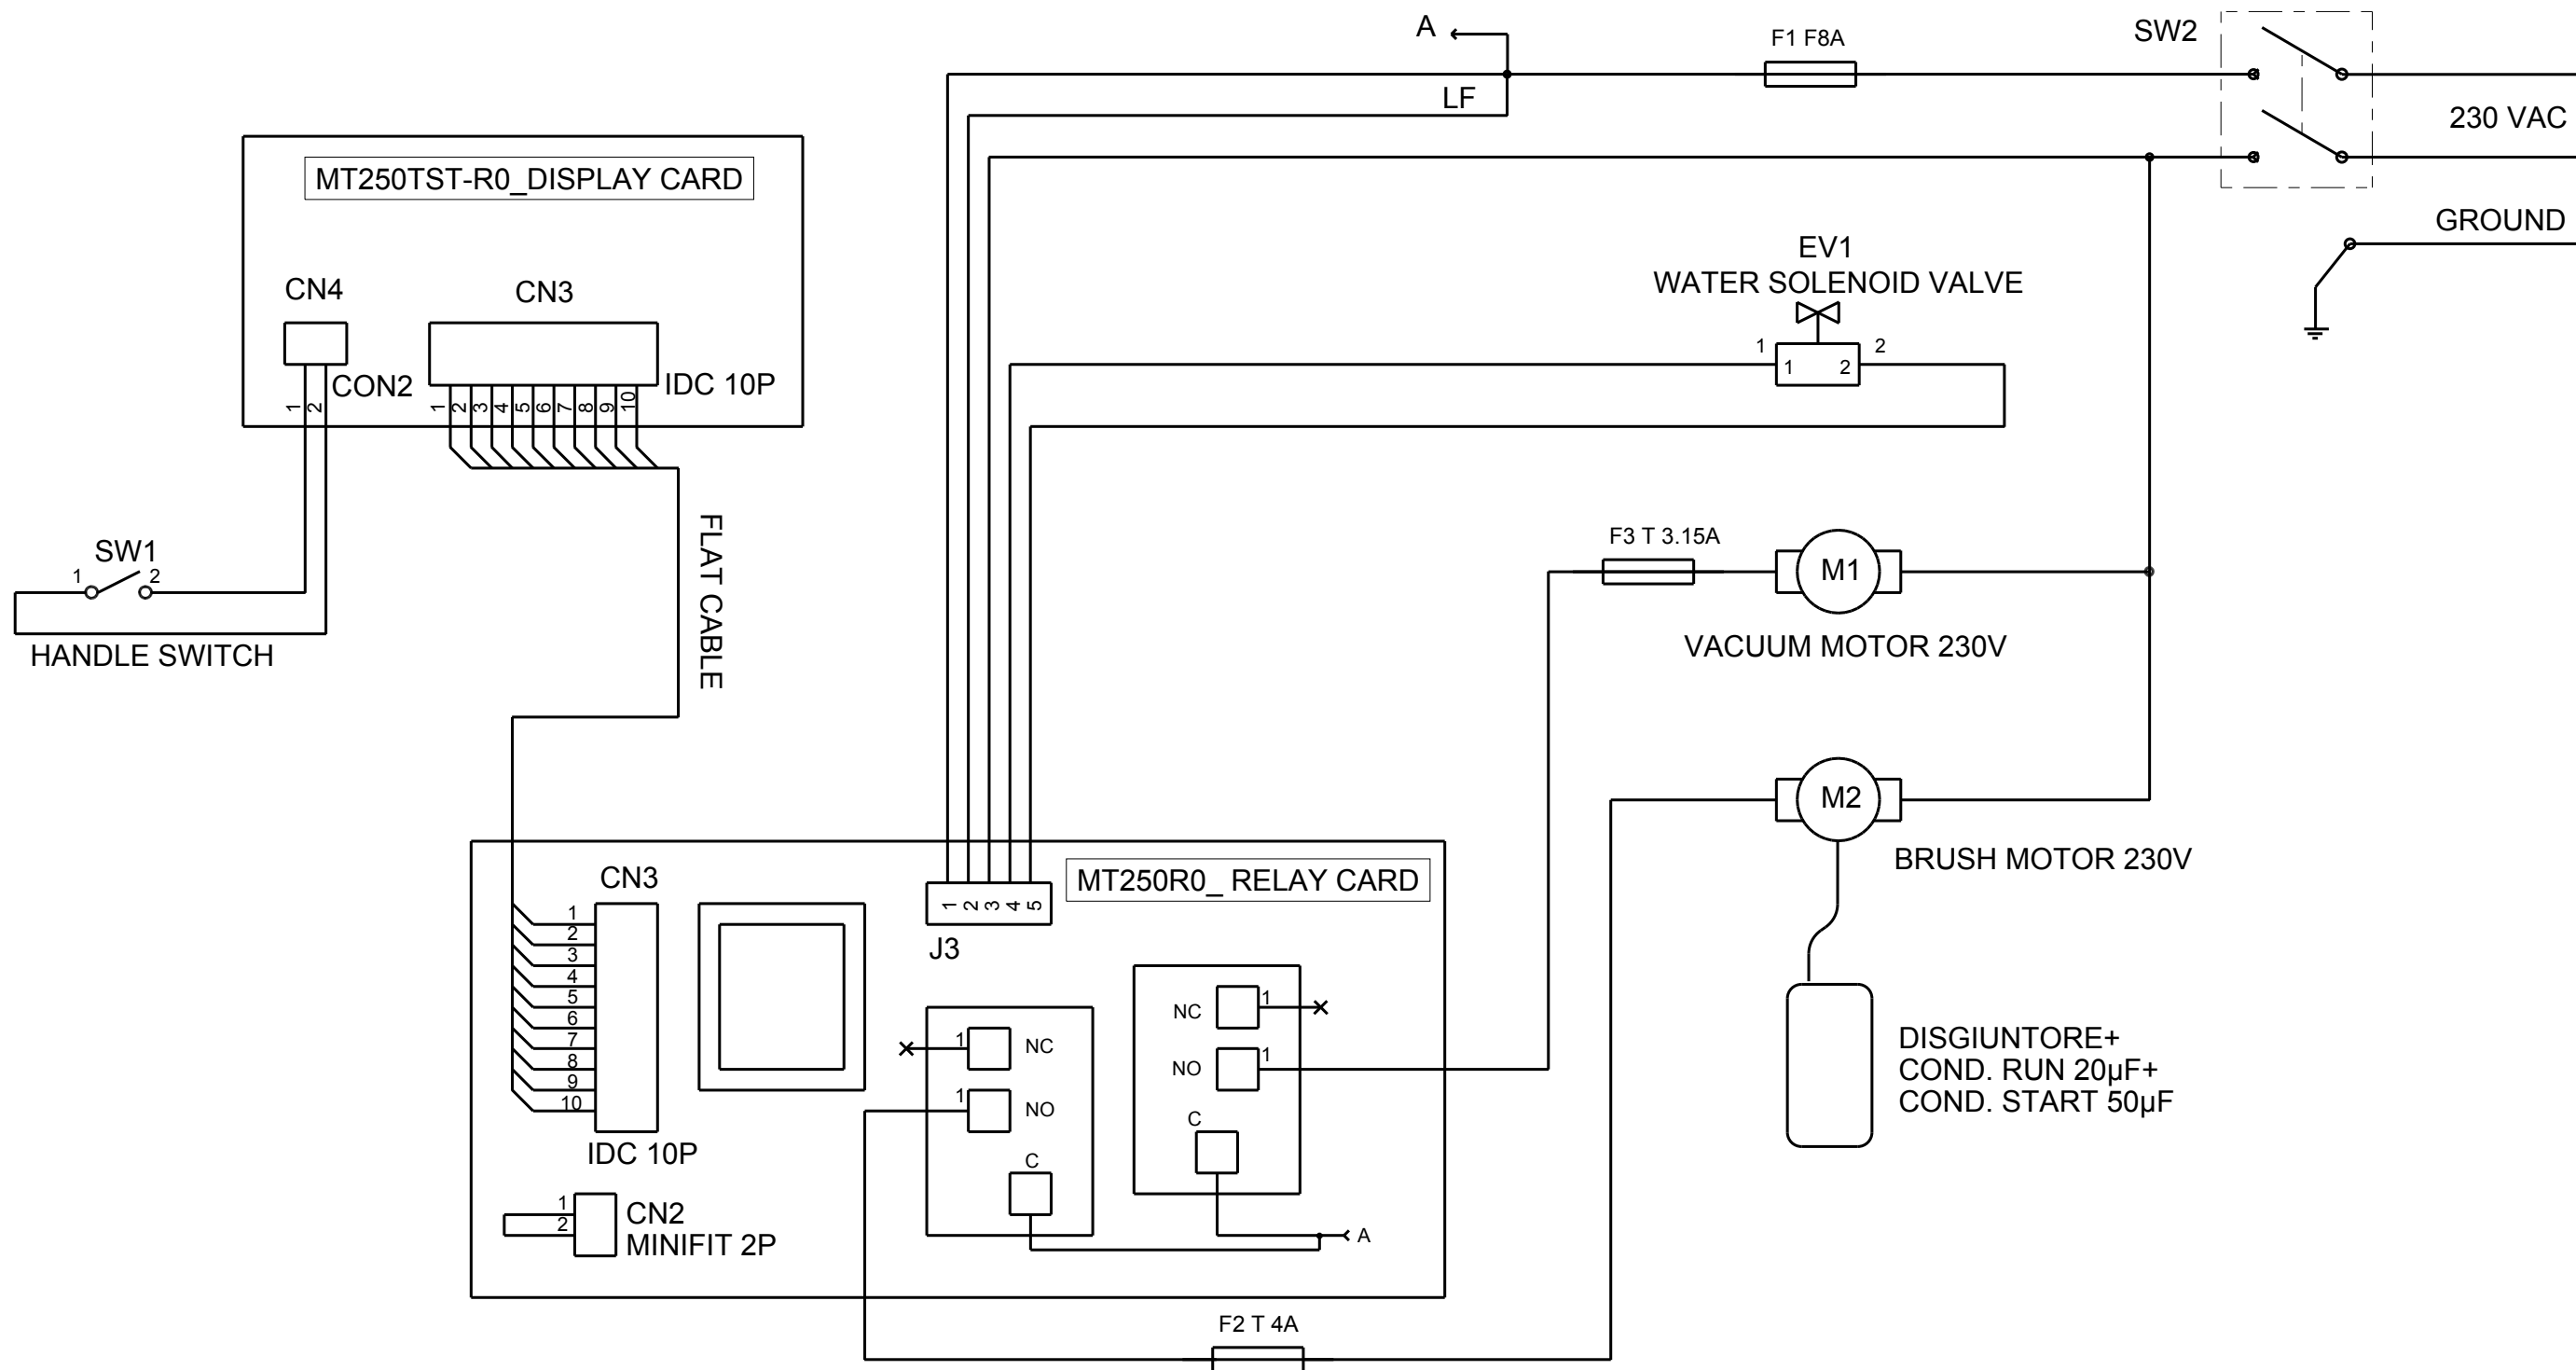 A
F1 F8A
SW2
LF
230 VAC
MT250TST-R0_DISPLAY CARD
GROUND
EV1
WATER SOLENOID VALVE
CN4
CN3
1
2
1
2
CON2
IDC 10P
1
2
1
2
3
4
5
6
7
8
9
10
FLAT CABLE
SW1
1
2
HANDLE SWITCH
F3 T 3.15A
M1
VACUUM MOTOR 230V
M2
BRUSH MOTOR 230V
MT250R0_ RELAY CARD
CN3
1
2
3
4
5
6
7
8
9
10
IDC 10P
1
2
3
4
5
J3
NC
1
NO
1
C
1
NC
1
NO
C
A
CN2
MINIFIT 2P
1
2
DISGIUNTORE+
COND. RUN 20µF+
COND. START 50µF
F2 T 4A